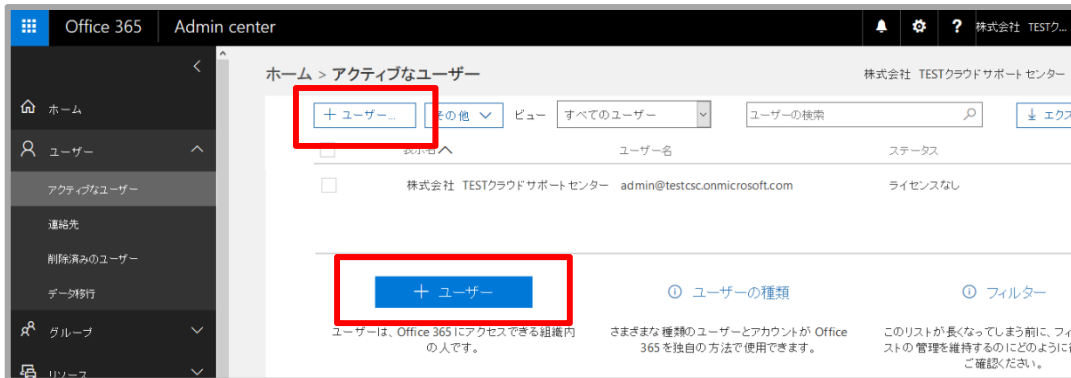 Office 365 Admin center ? 株式会社 TESTク...
ホーム > アクティブなユーザー 株式会社 TESTクラウドサポートセンター
ホーム
+ ユーザー... その他 ビュー すべてのユーザー ユーザーの検索 エクス
ユーザー
表示名 ユーザー名 ステータス
アクティブなユーザー
株式会社 TESTクラウドサポートセンター admin@testcsc.onmicrosoft.com ライセンスなし
連絡先
削除済みのユーザー
データ移行
+ ユーザー ユーザーの種類 フィルター
グループ
ユーザーは、Office 365 にアクセスできる組織内 さまざまな種類のユーザーとアカウントが Office このリストが長くなってしまう前に、フィ
の人です。 365 を独自の方法で使用できます。 ストの管理を維持するのにどのように
ご確認ください。
リソース